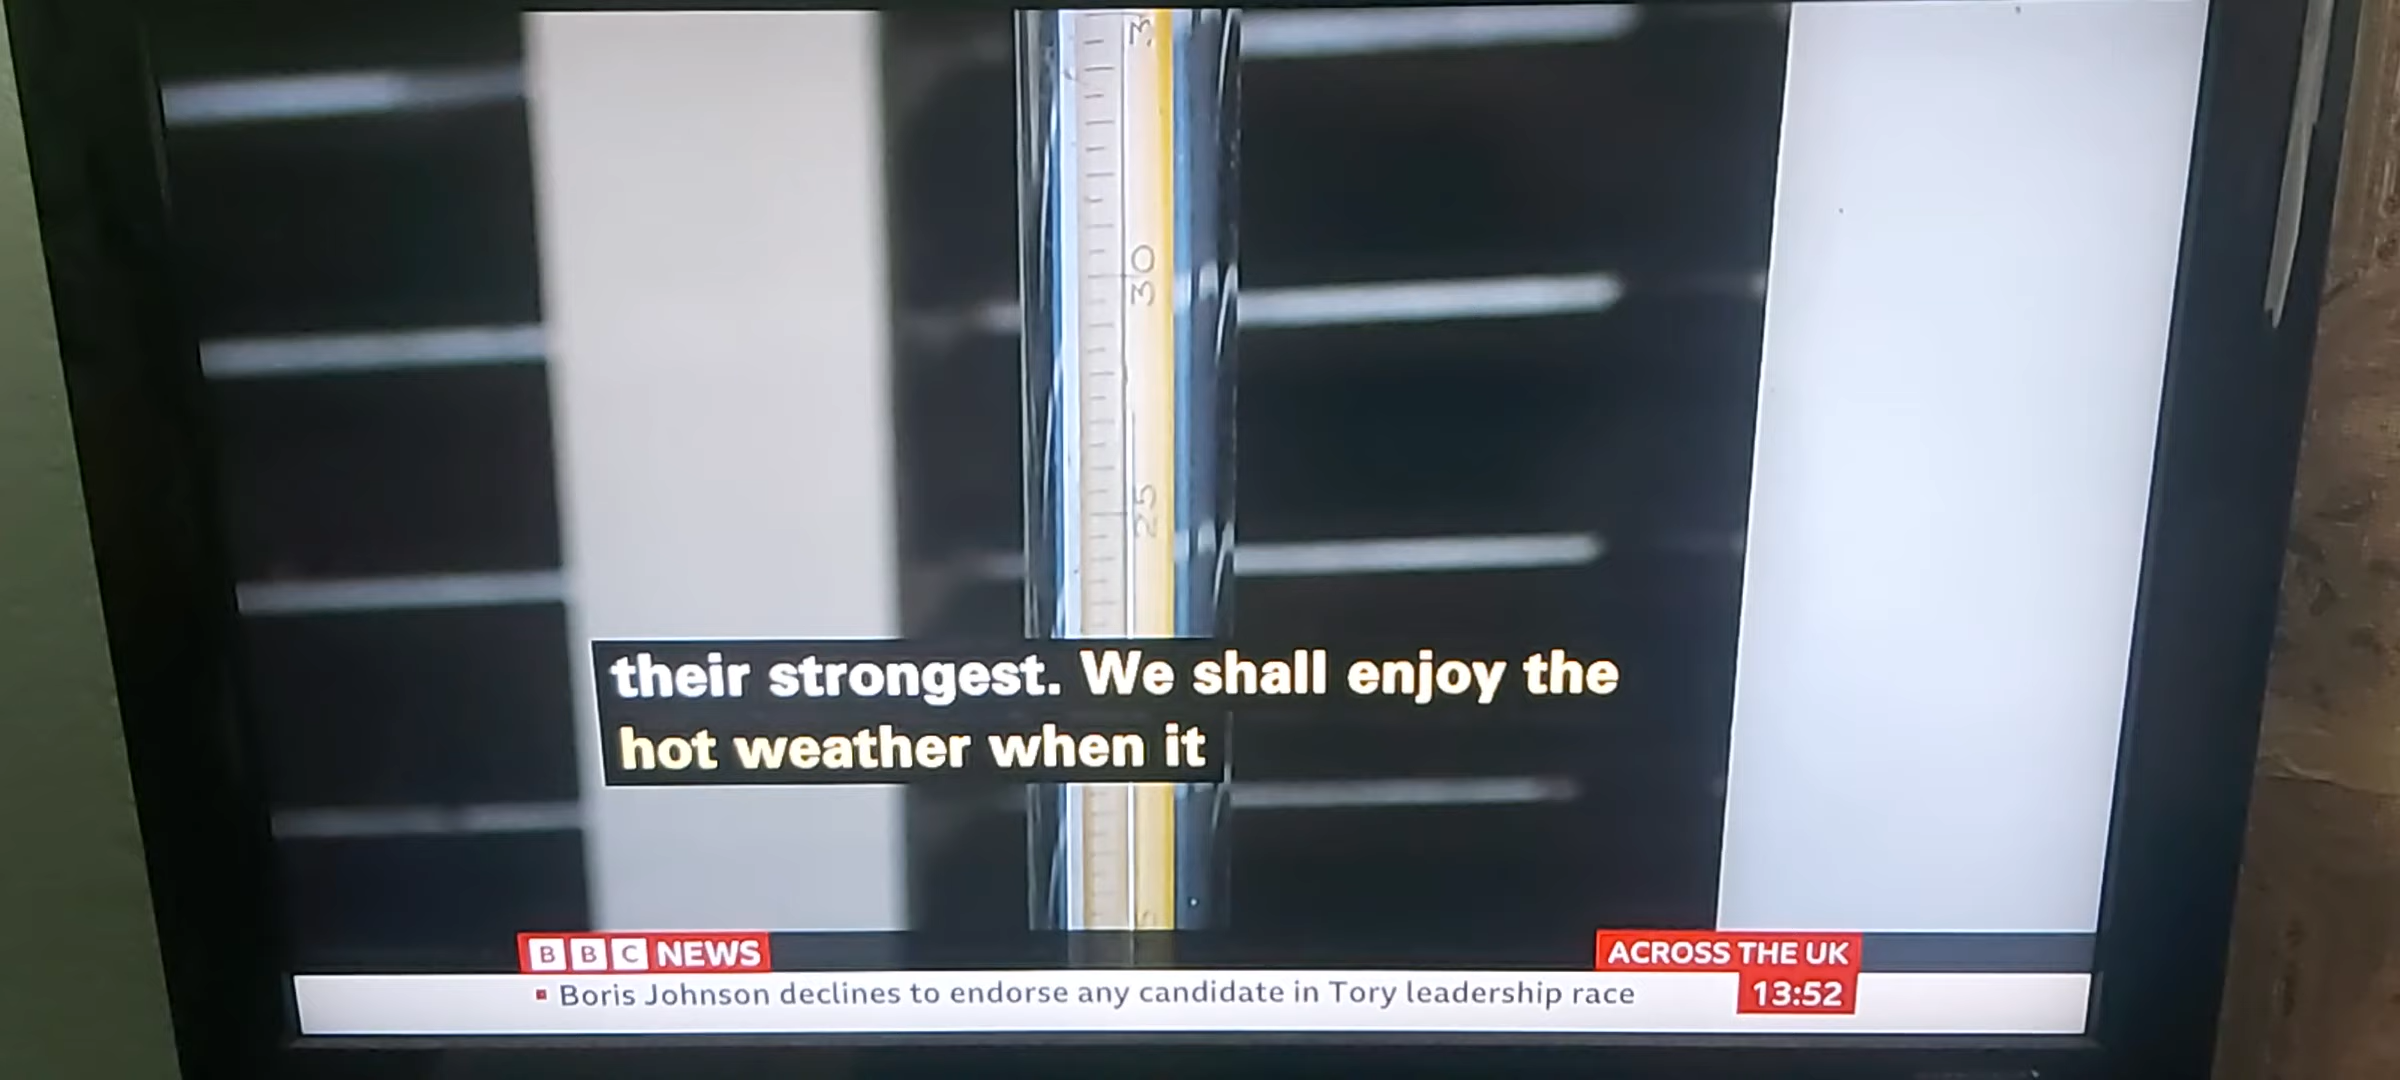 30
25
their strongest. We shall enjoy the
hot weather when it
BBC NEWS
ACROSS THE UK
Boris Johnson declines to endorse any candidate in Tory leadership race
13:52